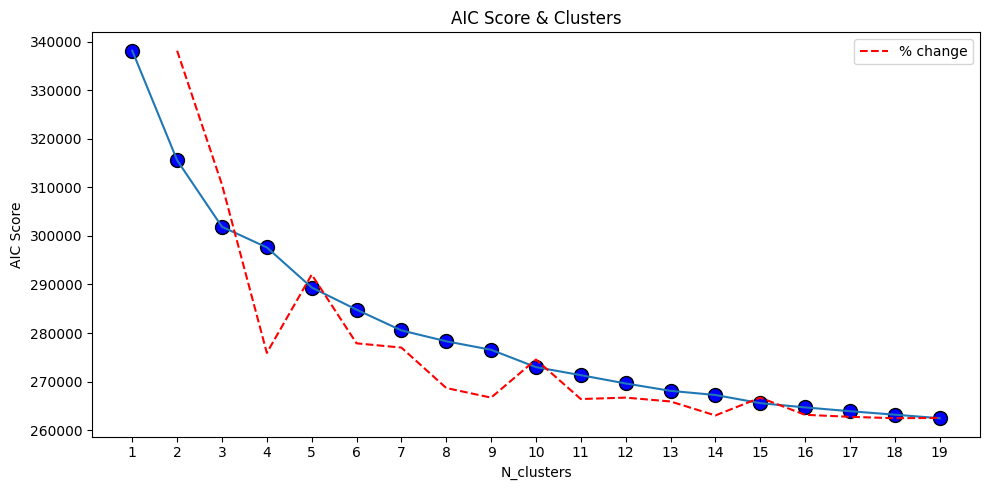 AIC Score & Clusters
% change
AIC Score
340000
330000
320000
310000
300000
290000
280000
270000
260000
1 2 3 4 5 6 7 8 9 10 11 12 13 14 15 16 17 18 19
N_clusters